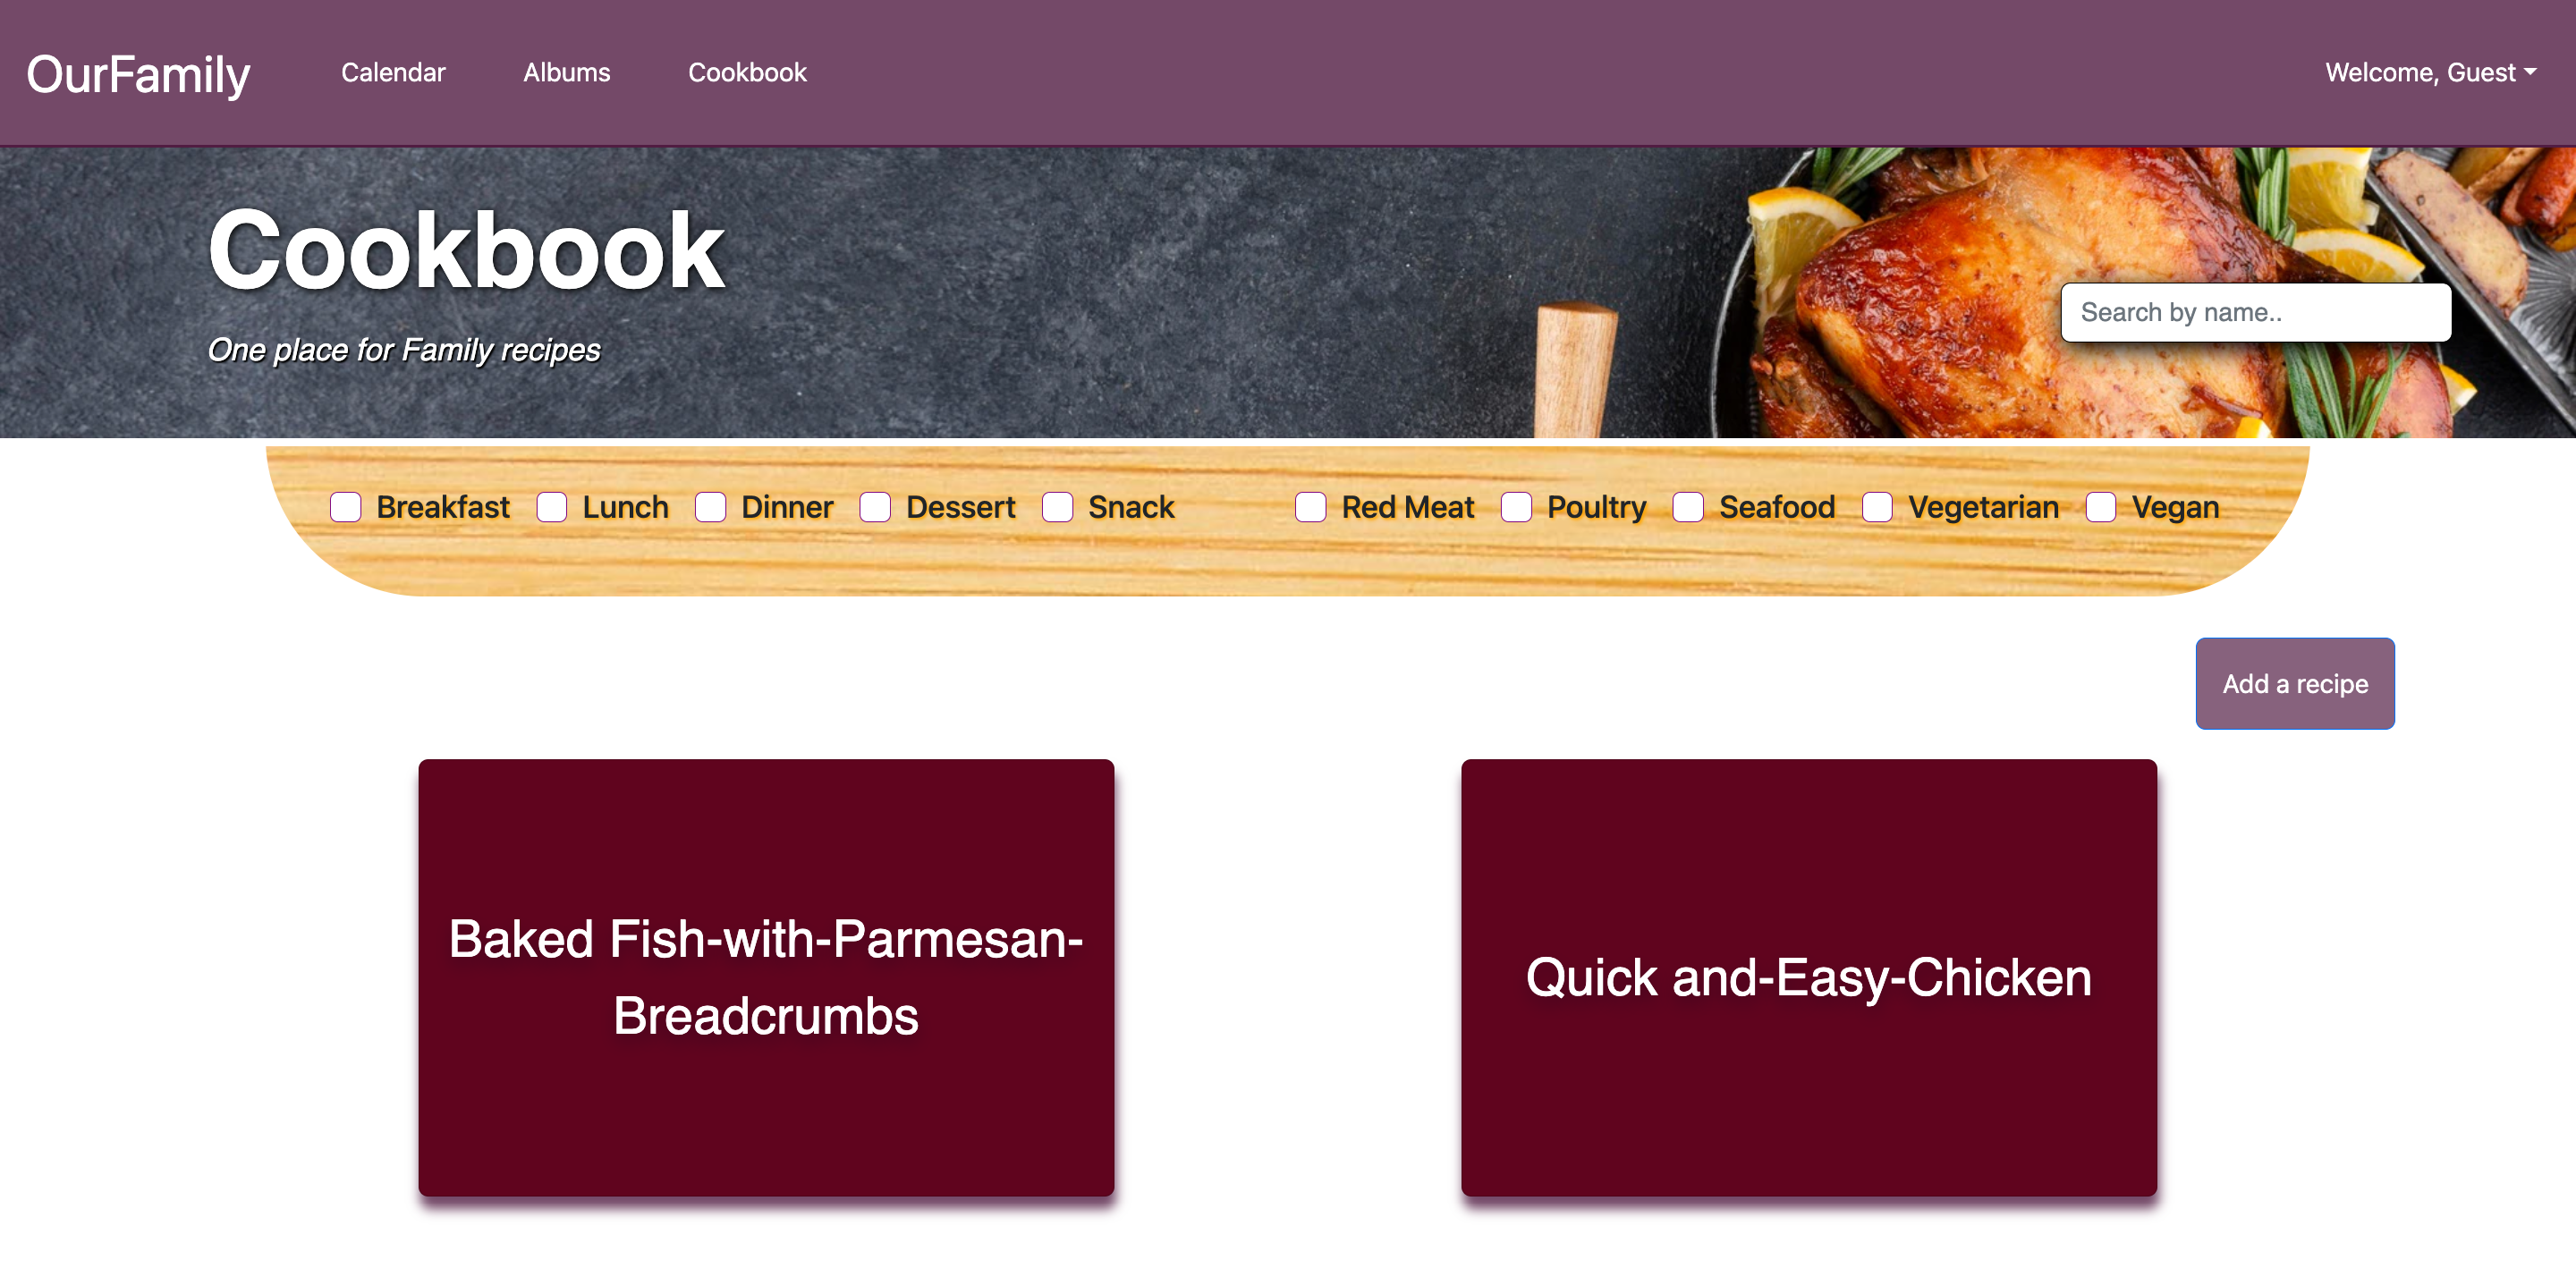 OurFamily Calendar Albums Cookbook Welcome, Guest
Cookbook
Search by name..
One place for Family recipes
Breakfast Lunch Dinner Dessert Snack Red Meat Poultry Seafood Vegetarian Vegan
Add a recipe
Baked Fish-with-Parmesan-
Breadcrumbs
Quick and-Easy-Chicken